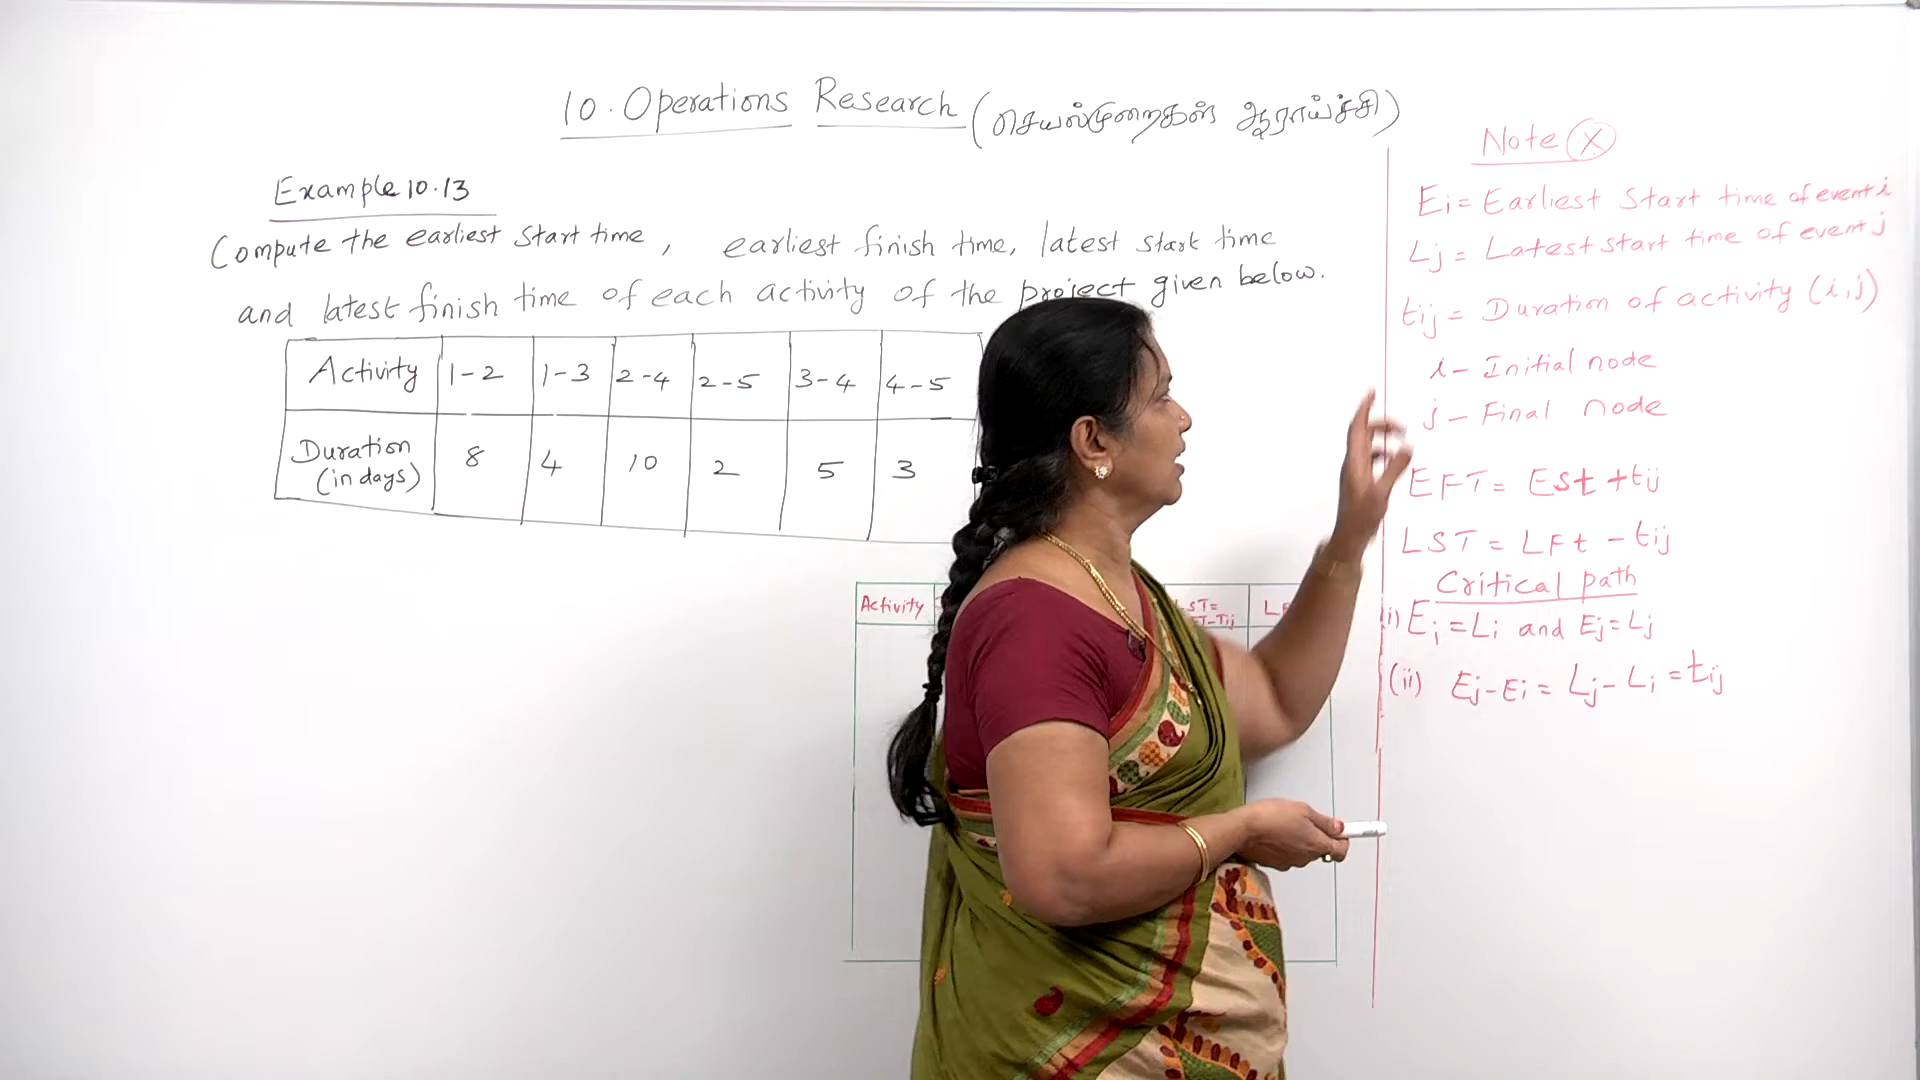 10. Operations Research (செயல்முறைகள் ஆராய்ச்சி)
Example 10.13
Compute the earliest start time, earliest finish time, latest start time
and latest finish time of each activity of the project given below.
Activity 1-2 1-3 2-4 2-5 3-4 4-5
Duration (in days) 8 4 10 2 5 3
Activity
LST=
-Tij
Note (X)
Ei = Earliest Start time of event i
Lj = Latest start time of event j
tij = Duration of activity (i,j)
i - Initial node
j - Final node
EFT = Est + tij
LST = LFt - tij
Critical path
(i) Ei = Li and Ej = Lj
(ii) Ej - Ei = Lj - Li = tij